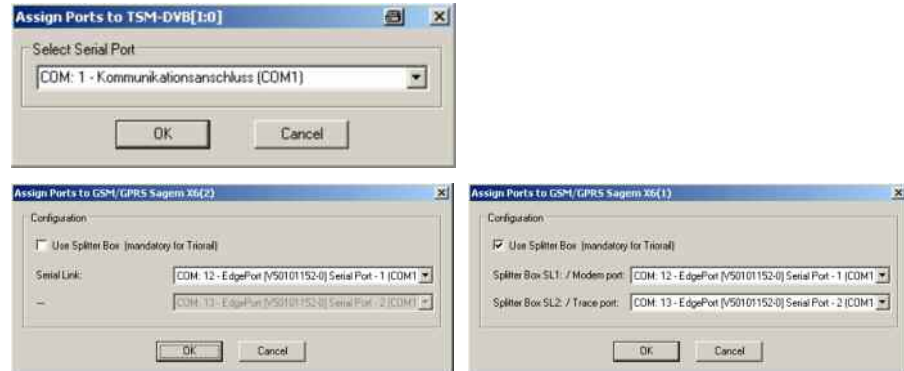 Assign Ports to TSM-DVB[1:0]
Select Serial Port
COM: 1 - Kommunikationsanschluss (COM1)
OK Cancel
Assign Ports to GSM/GPRS Sagem X6(2)
Configuration
Use Splitter Box (mandatory for Triorail)
Serial Link: COM: 12 - EdgePort [V50101152-0] Serial Port - 1 (COM1
--- COM: 13 - EdgePort [V50101152-0] Serial Port - 2 (COM1
OK Cancel
Assign Ports to GSM/GPRS Sagem X6(1)
Configuration
Use Splitter Box (mandatory for Triorail)
Splitter Box SL1: / Modem port: COM: 12 - EdgePort [V50101152-0] Serial Port - 1 (COM1
Splitter Box SL2: / Trace port: COM: 13 - EdgePort [V50101152-0] Serial Port - 2 (COM1
OK Cancel